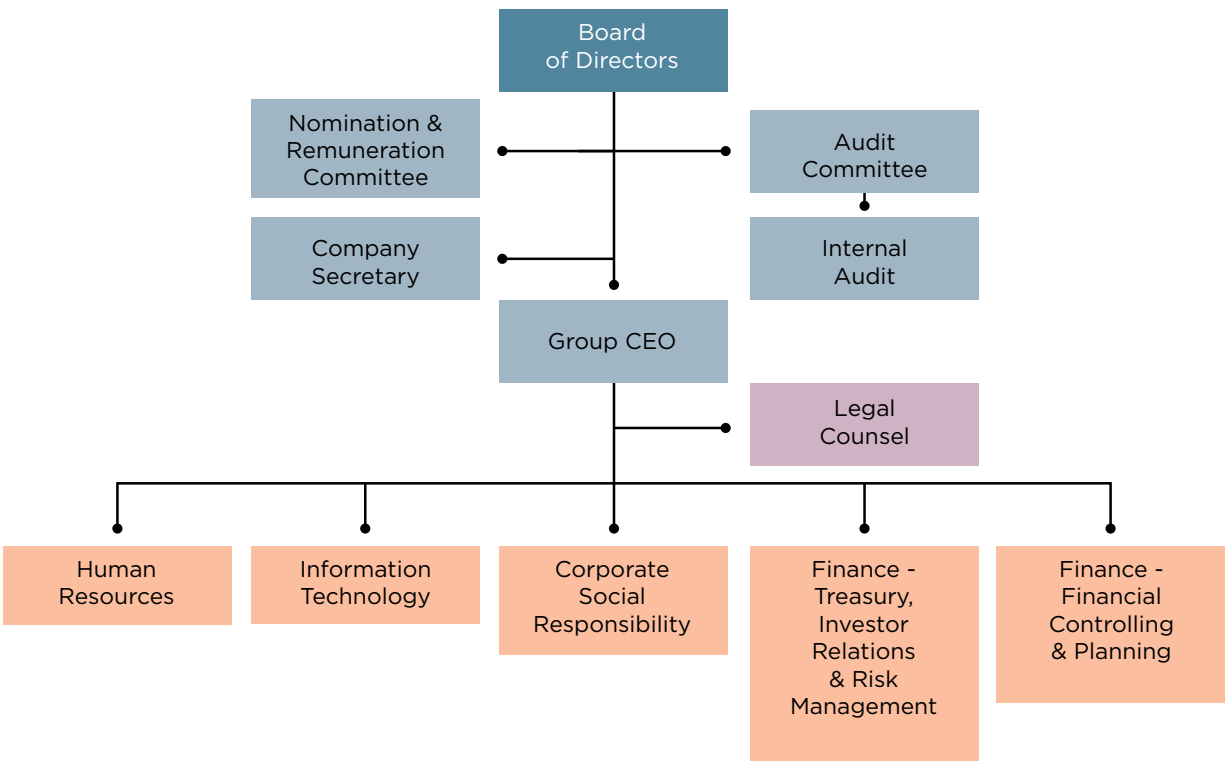 Board
of Directors
Nomination &
Remuneration
Committee
Audit
Committee
Company
Secretary
Internal
Audit
Group CEO
Legal
Counsel
Human
Resources
Information
Technology
Corporate
Social
Responsibility
Finance -
Treasury,
Investor
Relations
& Risk
Management
Finance -
Financial
Controlling
& Planning